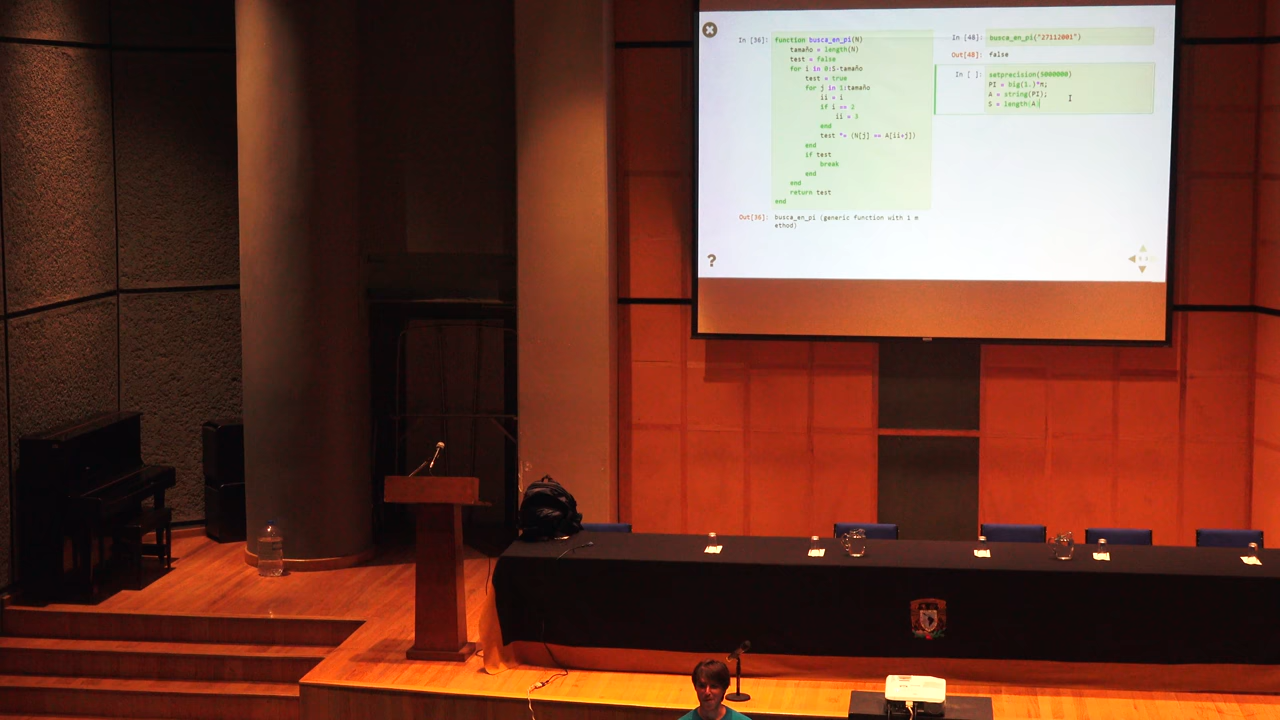 In [36]: function busca_en_pi(N)
tamaño = length(N)
test = false
for i in 0:S-tamaño
test = true
for j in 1:tamaño
ii = i
if i == 2
ii = 3
end
test *= (N[j] == A[ii+j])
end
if test
break
end
end
return test
end
Out[36]: busca_en_pi (generic function with 1 m
ethod)
In [48]: busca_en_pi("27112001")
Out[48]: false
In [ ]: setprecision(5000000)
PI = big(1.)*π;
A = string(PI);
S = length(A)
?